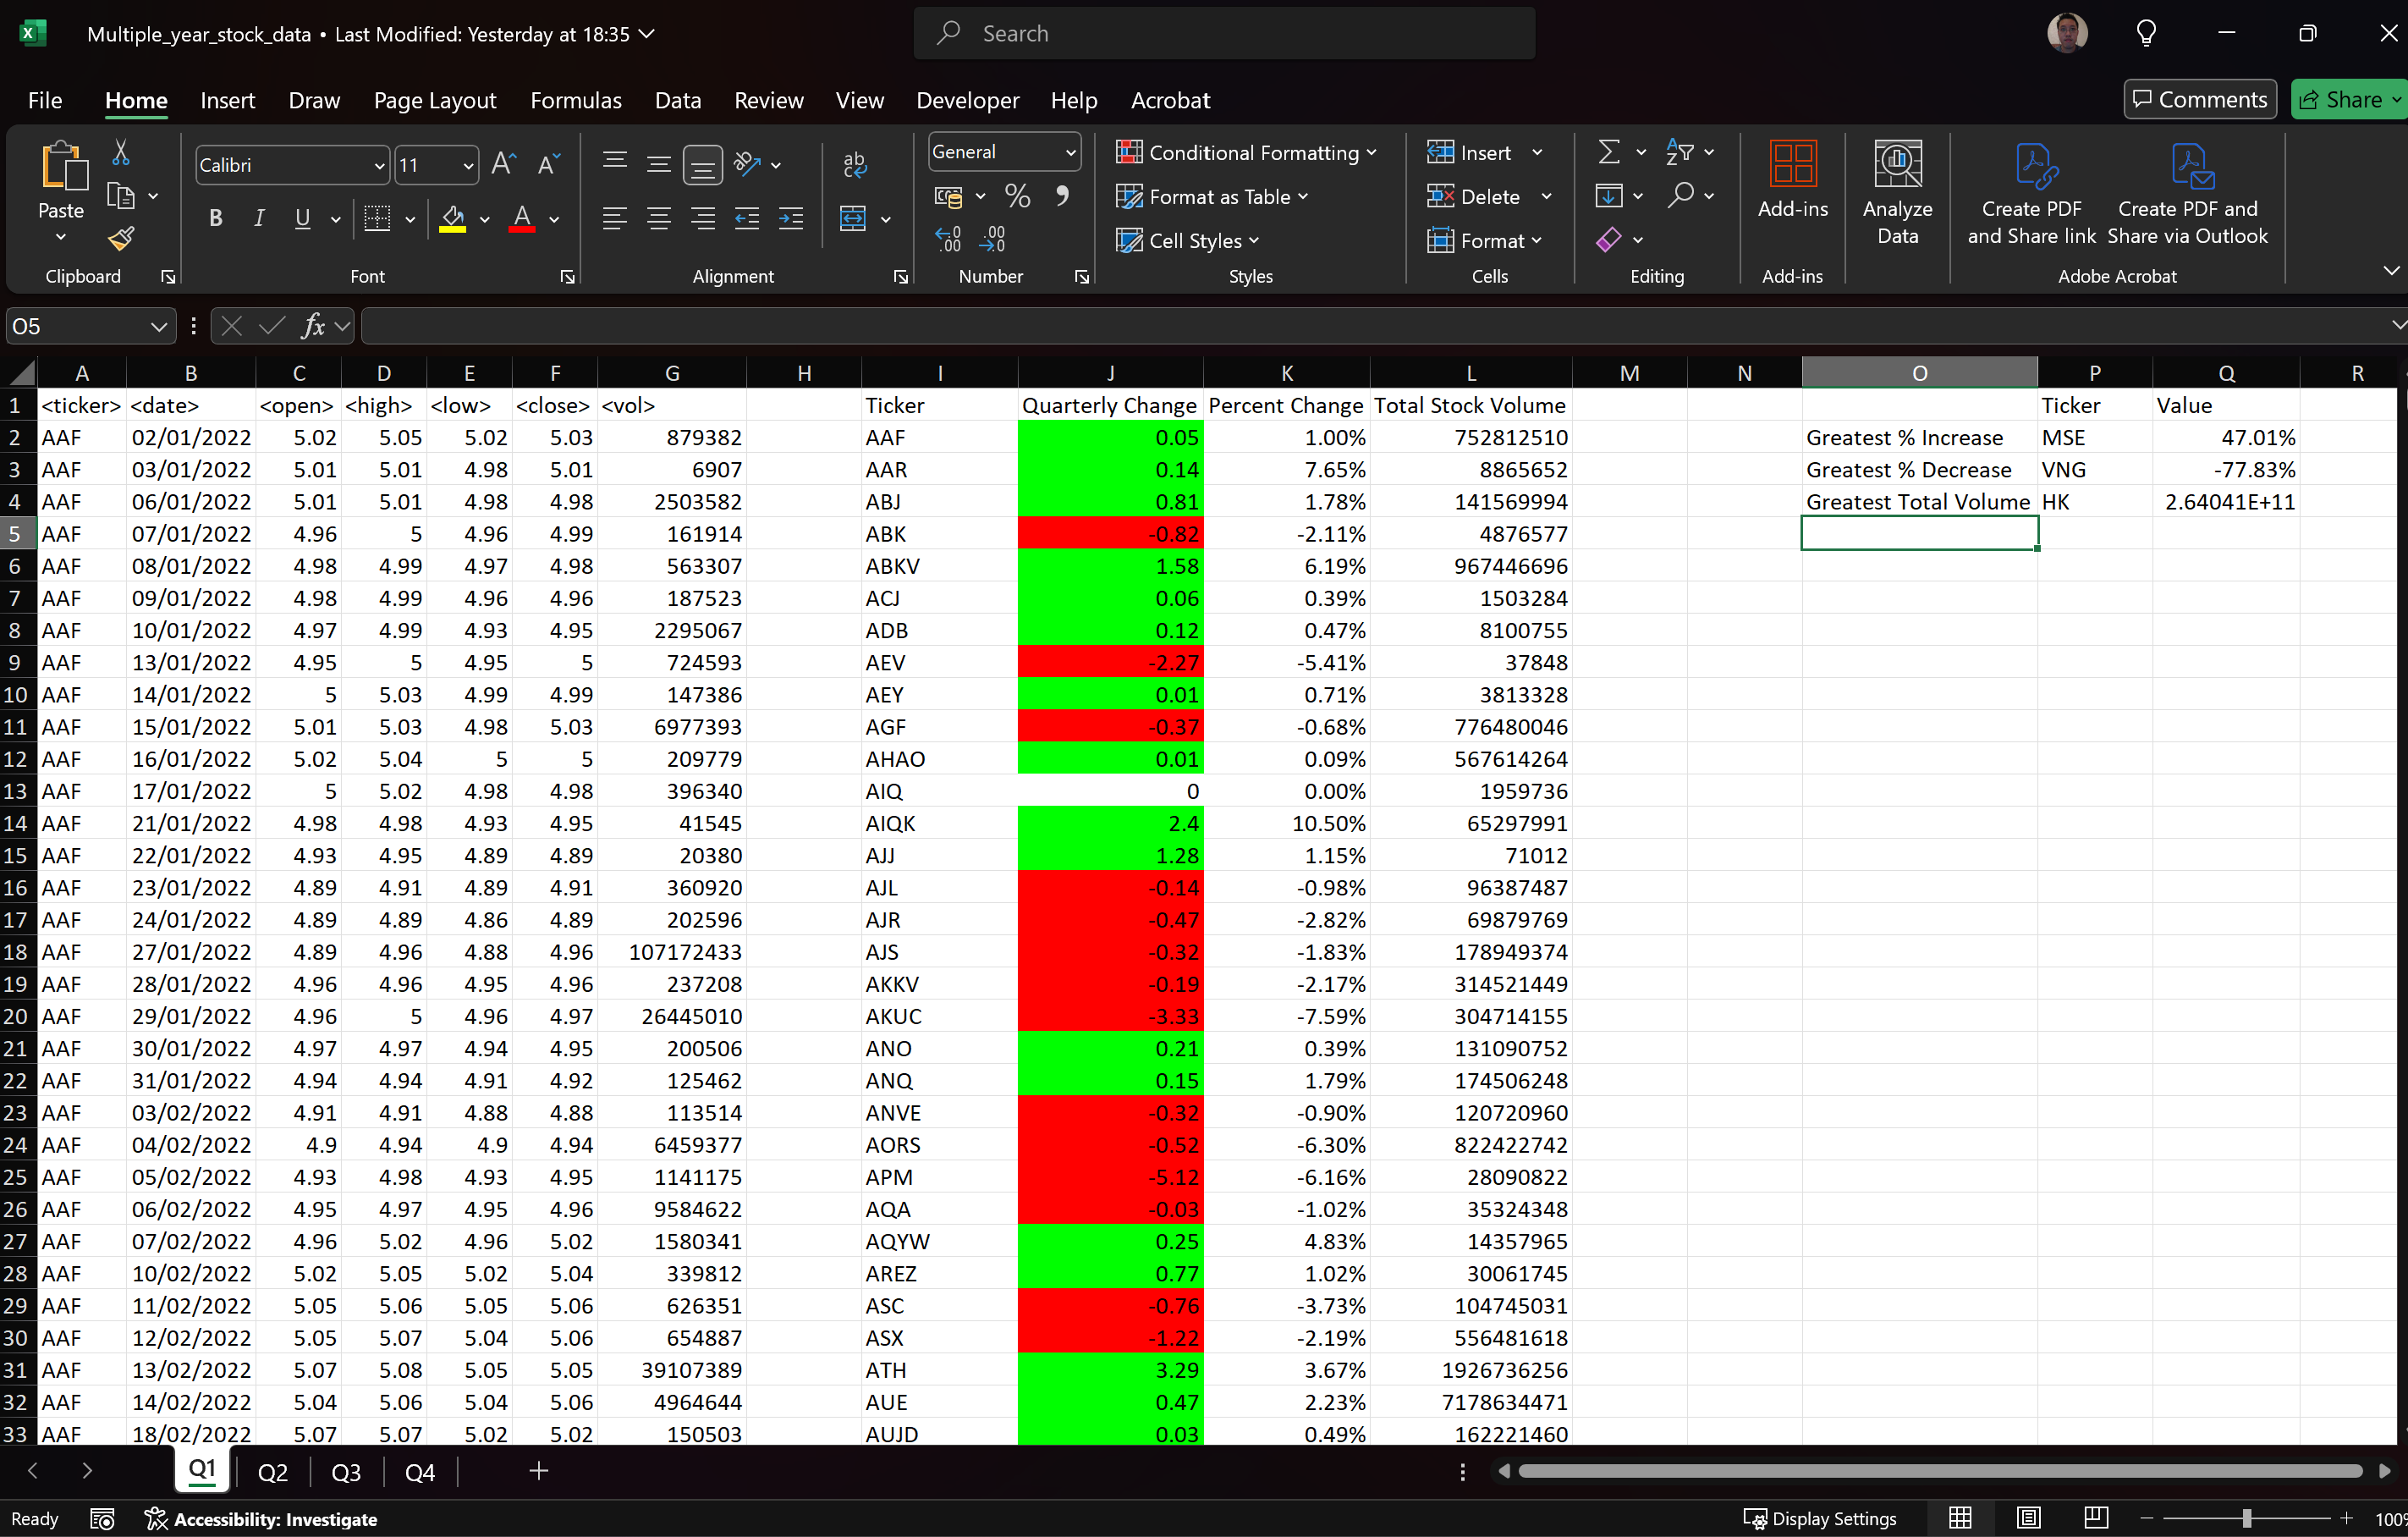 Multiple_year_stock_data • Last Modified: Yesterday at 18:35
Search
File Home Insert Draw Page Layout Formulas Data Review View Developer Help Acrobat Comments Share
Paste
Clipboard
Calibri 11
B I U A
Font
ab
Alignment
General
% 9
Number
Conditional Formatting
Format as Table
Cell Styles
Styles
Insert
Delete
Format
Cells
Editing
Add-ins
Add-ins
Analyze Data
Create PDF and Share link
Create PDF and Share via Outlook
Adobe Acrobat
O5 fx
A B C D E F G H I J K L M N O P Q R
1 <ticker> <date> <open> <high> <low> <close> <vol> Ticker Quarterly Change Percent Change Total Stock Volume Ticker Value
2 AAF 02/01/2022 5.02 5.05 5.02 5.03 879382 AAF 0.05 1.00% 752812510 Greatest % Increase MSE 47.01%
3 AAF 03/01/2022 5.01 5.01 4.98 5.01 6907 AAR 0.14 7.65% 8865652 Greatest % Decrease VNG -77.83%
4 AAF 06/01/2022 5.01 5.01 4.98 4.98 2503582 ABJ 0.81 1.78% 141569994 Greatest Total Volume HK 2.64041E+11
5 AAF 07/01/2022 4.96 5 4.96 4.99 161914 ABK -0.82 -2.11% 4876577
6 AAF 08/01/2022 4.98 4.99 4.97 4.98 563307 ABKV 1.58 6.19% 967446696
7 AAF 09/01/2022 4.98 4.99 4.96 4.96 187523 ACJ 0.06 0.39% 1503284
8 AAF 10/01/2022 4.97 4.99 4.93 4.95 2295067 ADB 0.12 0.47% 8100755
9 AAF 13/01/2022 4.95 5 4.95 5 724593 AEV -2.27 -5.41% 37848
10 AAF 14/01/2022 5 5.03 4.99 4.99 147386 AEY 0.01 0.71% 3813328
11 AAF 15/01/2022 5.01 5.03 4.98 5.03 6977393 AGF -0.37 -0.68% 776480046
12 AAF 16/01/2022 5.02 5.04 5 5 209779 AHAO 0.01 0.09% 567614264
13 AAF 17/01/2022 5 5.02 4.98 4.98 396340 AIQ 0 0.00% 1959736
14 AAF 21/01/2022 4.98 4.98 4.93 4.95 41545 AIQK 2.4 10.50% 65297991
15 AAF 22/01/2022 4.93 4.95 4.89 4.89 20380 AJJ 1.28 1.15% 71012
16 AAF 23/01/2022 4.89 4.91 4.89 4.91 360920 AJL -0.14 -0.98% 96387487
17 AAF 24/01/2022 4.89 4.89 4.86 4.89 202596 AJR -0.47 -2.82% 69879769
18 AAF 27/01/2022 4.89 4.96 4.88 4.96 107172433 AJS -0.32 -1.83% 178949374
19 AAF 28/01/2022 4.96 4.96 4.95 4.96 237208 AKKV -0.19 -2.17% 314521449
20 AAF 29/01/2022 4.96 5 4.96 4.97 26445010 AKUC -3.33 -7.59% 304714155
21 AAF 30/01/2022 4.97 4.97 4.94 4.95 200506 ANO 0.21 0.39% 131090752
22 AAF 31/01/2022 4.94 4.94 4.91 4.92 125462 ANQ 0.15 1.79% 174506248
23 AAF 03/02/2022 4.91 4.91 4.88 4.88 113514 ANVE -0.32 -0.90% 120720960
24 AAF 04/02/2022 4.9 4.94 4.9 4.94 6459377 AORS -0.52 -6.30% 822422742
25 AAF 05/02/2022 4.93 4.98 4.93 4.95 1141175 APM -5.12 -6.16% 28090822
26 AAF 06/02/2022 4.95 4.97 4.95 4.96 9584622 AQA -0.03 -1.02% 35324348
27 AAF 07/02/2022 4.96 5.02 4.96 5.02 1580341 AQYW 0.25 4.83% 14357965
28 AAF 10/02/2022 5.02 5.05 5.02 5.04 339812 AREZ 0.77 1.02% 30061745
29 AAF 11/02/2022 5.05 5.06 5.05 5.06 626351 ASC -0.76 -3.73% 104745031
30 AAF 12/02/2022 5.05 5.07 5.04 5.06 654887 ASX -1.22 -2.19% 556481618
31 AAF 13/02/2022 5.07 5.08 5.05 5.05 39107389 ATH 3.29 3.67% 1926736256
32 AAF 14/02/2022 5.04 5.06 5.04 5.06 4964644 AUE 0.47 2.23% 7178634471
33 AAF 18/02/2022 5.07 5.07 5.02 5.02 150503 AUJD 0.03 0.49% 162221460
Q1 Q2 Q3 Q4
Ready Accessibility: Investigate Display Settings 100%